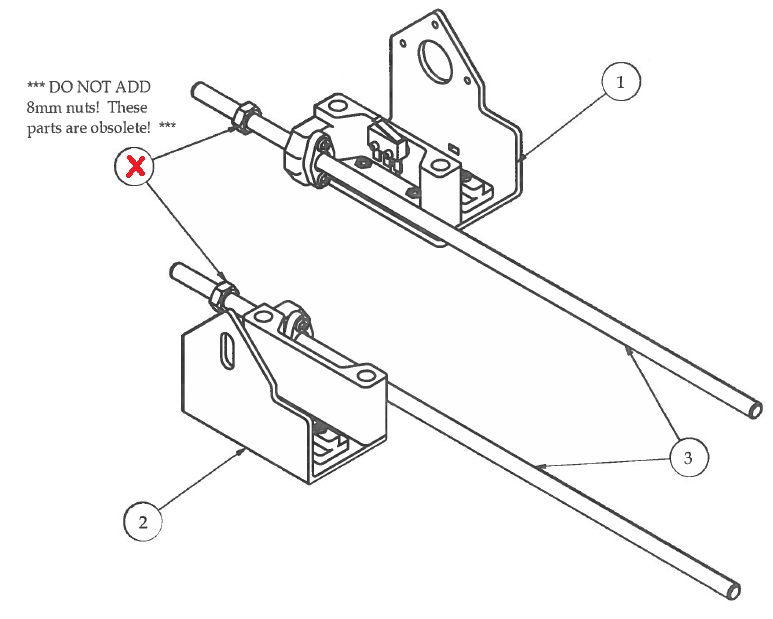 *** DO NOT ADD
8mm nuts! These
parts are obsolete! ***
X
1
2
3